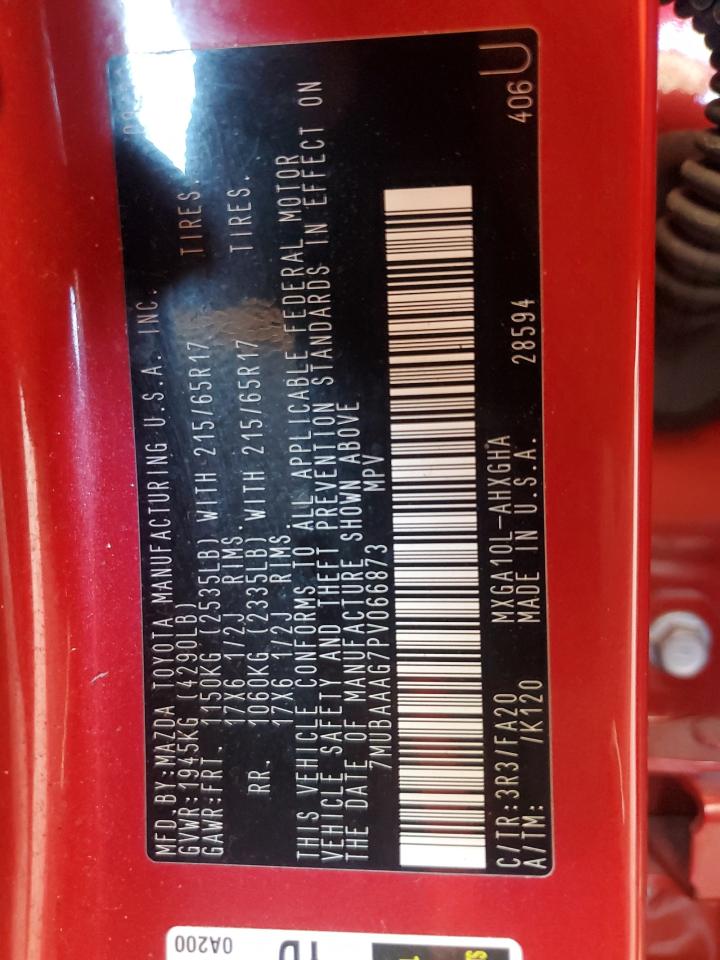 MFD.BY:MAZDA TOYOTA MANUFACTURING U.S.A. INC.
GVWR:1945KG (4290LB)
GAWR:FRT. 1150KG (2535LB) WITH 215/65R17 TIRES.
17X6 1/2J RIMS.
RR. 1060KG (2335LB) WITH 215/65R17 TIRES.
17X6 1/2J RIMS.
THIS VEHICLE CONFORMS TO ALL APPLICABLE FEDERAL MOTOR
VEHICLE SAFETY AND THEFT PREVENTION STANDARDS IN EFFECT ON
THE DATE OF MANUFACTURE SHOWN ABOVE
7MUBAAAG7PV066873 MPV
C/TR:3R3/FA20 MXGA10L-AHXGHA
A/TM: /K120 MADE IN U.S.A. 28594 406 U
0A200